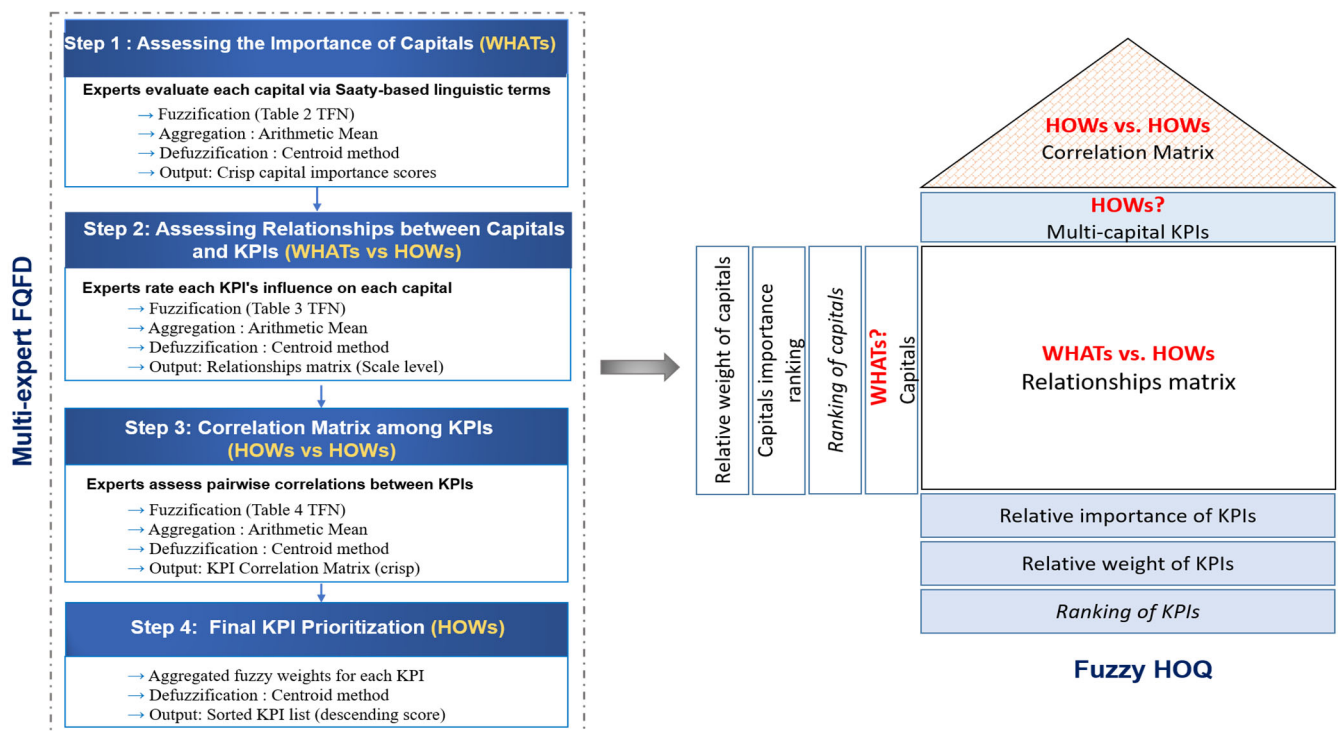 Multi-expert FQFD
Step 1 : Assessing the Importance of Capitals (WHATs)
Experts evaluate each capital via Saaty-based linguistic terms
→ Fuzzification (Table 2 TFN)
→ Aggregation : Arithmetic Mean
→ Defuzzification : Centroid method
→ Output: Crisp capital importance scores
Step 2: Assessing Relationships between Capitals
and KPIs (WHATs vs HOWs)
Experts rate each KPI's influence on each capital
→ Fuzzification (Table 3 TFN)
→ Aggregation : Arithmetic Mean
→ Defuzzification : Centroid method
→ Output: Relationships matrix (Scale level)
Step 3: Correlation Matrix among KPIs
(HOWs vs HOWs)
Experts assess pairwise correlations between KPIs
→ Fuzzification (Table 4 TFN)
→ Aggregation : Arithmetic Mean
→ Defuzzification : Centroid method
→ Output: KPI Correlation Matrix (crisp)
Step 4: Final KPI Prioritization (HOWs)
→ Aggregated fuzzy weights for each KPI
→ Defuzzification : Centroid method
→ Output: Sorted KPI list (descending score)
HOWs vs. HOWs
Correlation Matrix
HOWs?
Multi-capital KPIs
Relative weight of capitals
Capitals importance
ranking
Ranking of capitals
WHATs?
Capitals
WHATs vs. HOWs
Relationships matrix
Relative importance of KPIs
Relative weight of KPIs
Ranking of KPIs
Fuzzy HOQ